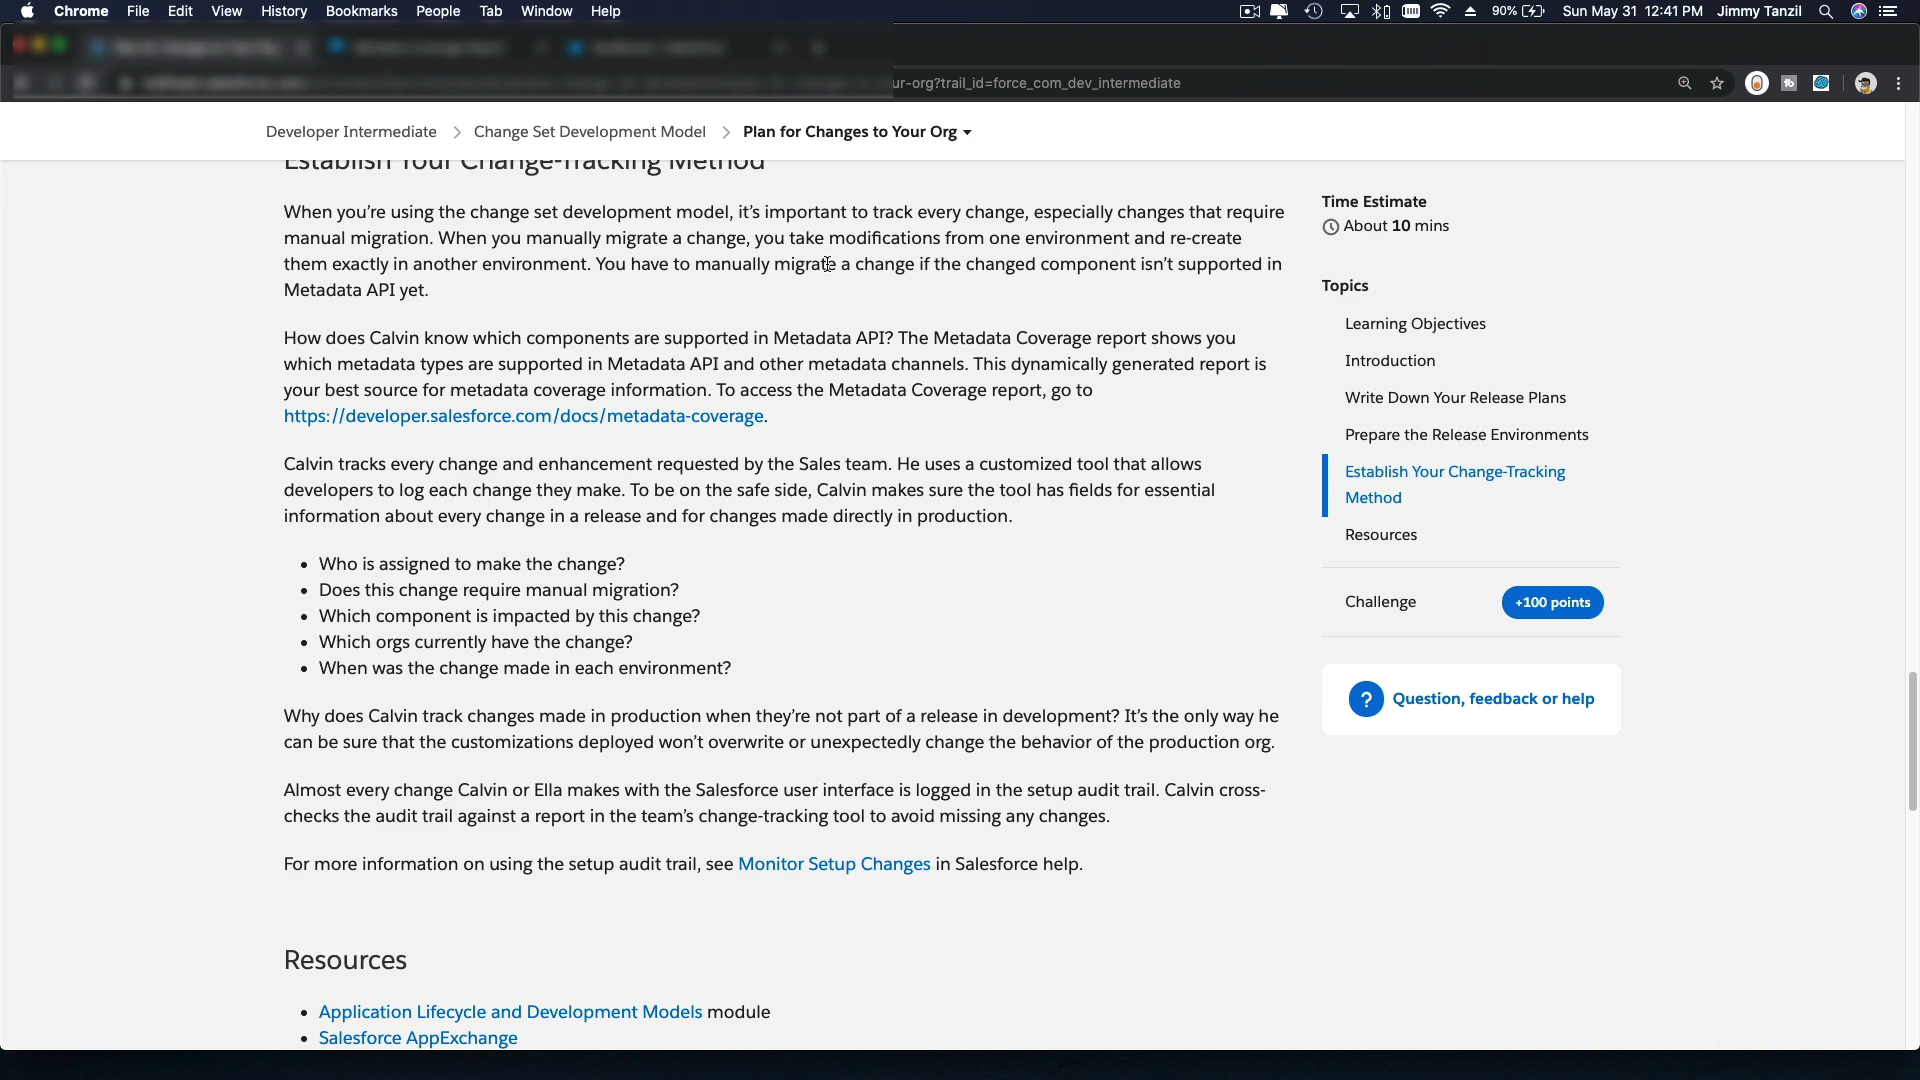 Chrome File Edit View History Bookmarks People Tab Window Help 90% Sun May 31 12:41 PM Jimmy Tanzil
ur-org?trail_id=force_com_dev_intermediate
Developer Intermediate > Change Set Development Model > Plan for Changes to Your Org
Establish Your Change-Tracking Method
When you’re using the change set development model, it’s important to track every change, especially changes that require
manual migration. When you manually migrate a change, you take modifications from one environment and re-create
them exactly in another environment. You have to manually migrate a change if the changed component isn’t supported in
Metadata API yet.
How does Calvin know which components are supported in Metadata API? The Metadata Coverage report shows you
which metadata types are supported in Metadata API and other metadata channels. This dynamically generated report is
your best source for metadata coverage information. To access the Metadata Coverage report, go to
https://developer.salesforce.com/docs/metadata-coverage.
Calvin tracks every change and enhancement requested by the Sales team. He uses a customized tool that allows
developers to log each change they make. To be on the safe side, Calvin makes sure the tool has fields for essential
information about every change in a release and for changes made directly in production.
• Who is assigned to make the change?
• Does this change require manual migration?
• Which component is impacted by this change?
• Which orgs currently have the change?
• When was the change made in each environment?
Why does Calvin track changes made in production when they’re not part of a release in development? It’s the only way he
can be sure that the customizations deployed won’t overwrite or unexpectedly change the behavior of the production org.
Almost every change Calvin or Ella makes with the Salesforce user interface is logged in the setup audit trail. Calvin cross-
checks the audit trail against a report in the team’s change-tracking tool to avoid missing any changes.
For more information on using the setup audit trail, see Monitor Setup Changes in Salesforce help.
Resources
• Application Lifecycle and Development Models module
• Salesforce AppExchange
Time Estimate
About 10 mins
Topics
Learning Objectives
Introduction
Write Down Your Release Plans
Prepare the Release Environments
Establish Your Change-Tracking
Method
Resources
Challenge +100 points
? Question, feedback or help